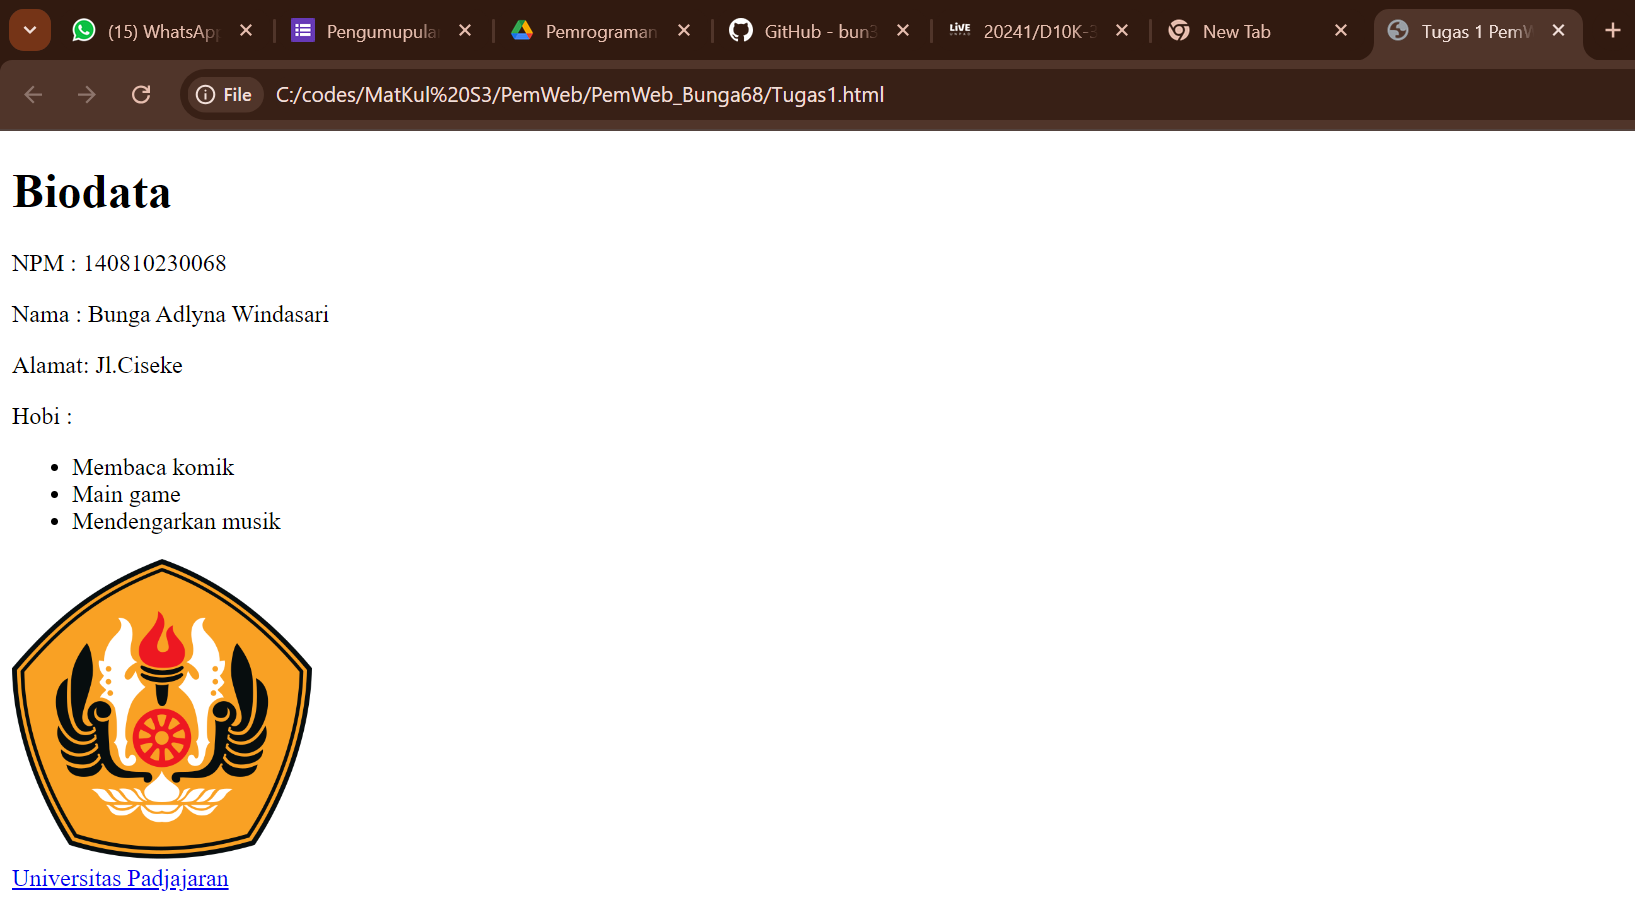 (15) WhatsApp
Pengumupulan
Pemrograman
GitHub - bun3
LiVE
20241/D10K-3
New Tab
Tugas 1 PemW
File
C:/codes/MatKul%20S3/PemWeb/PemWeb_Bunga68/Tugas1.html
Biodata
NPM : 140810230068
Nama : Bunga Adlyna Windasari
Alamat: Jl.Ciseke
Hobi :
Membaca komik
Main game
Mendengarkan musik
Universitas Padjajaran